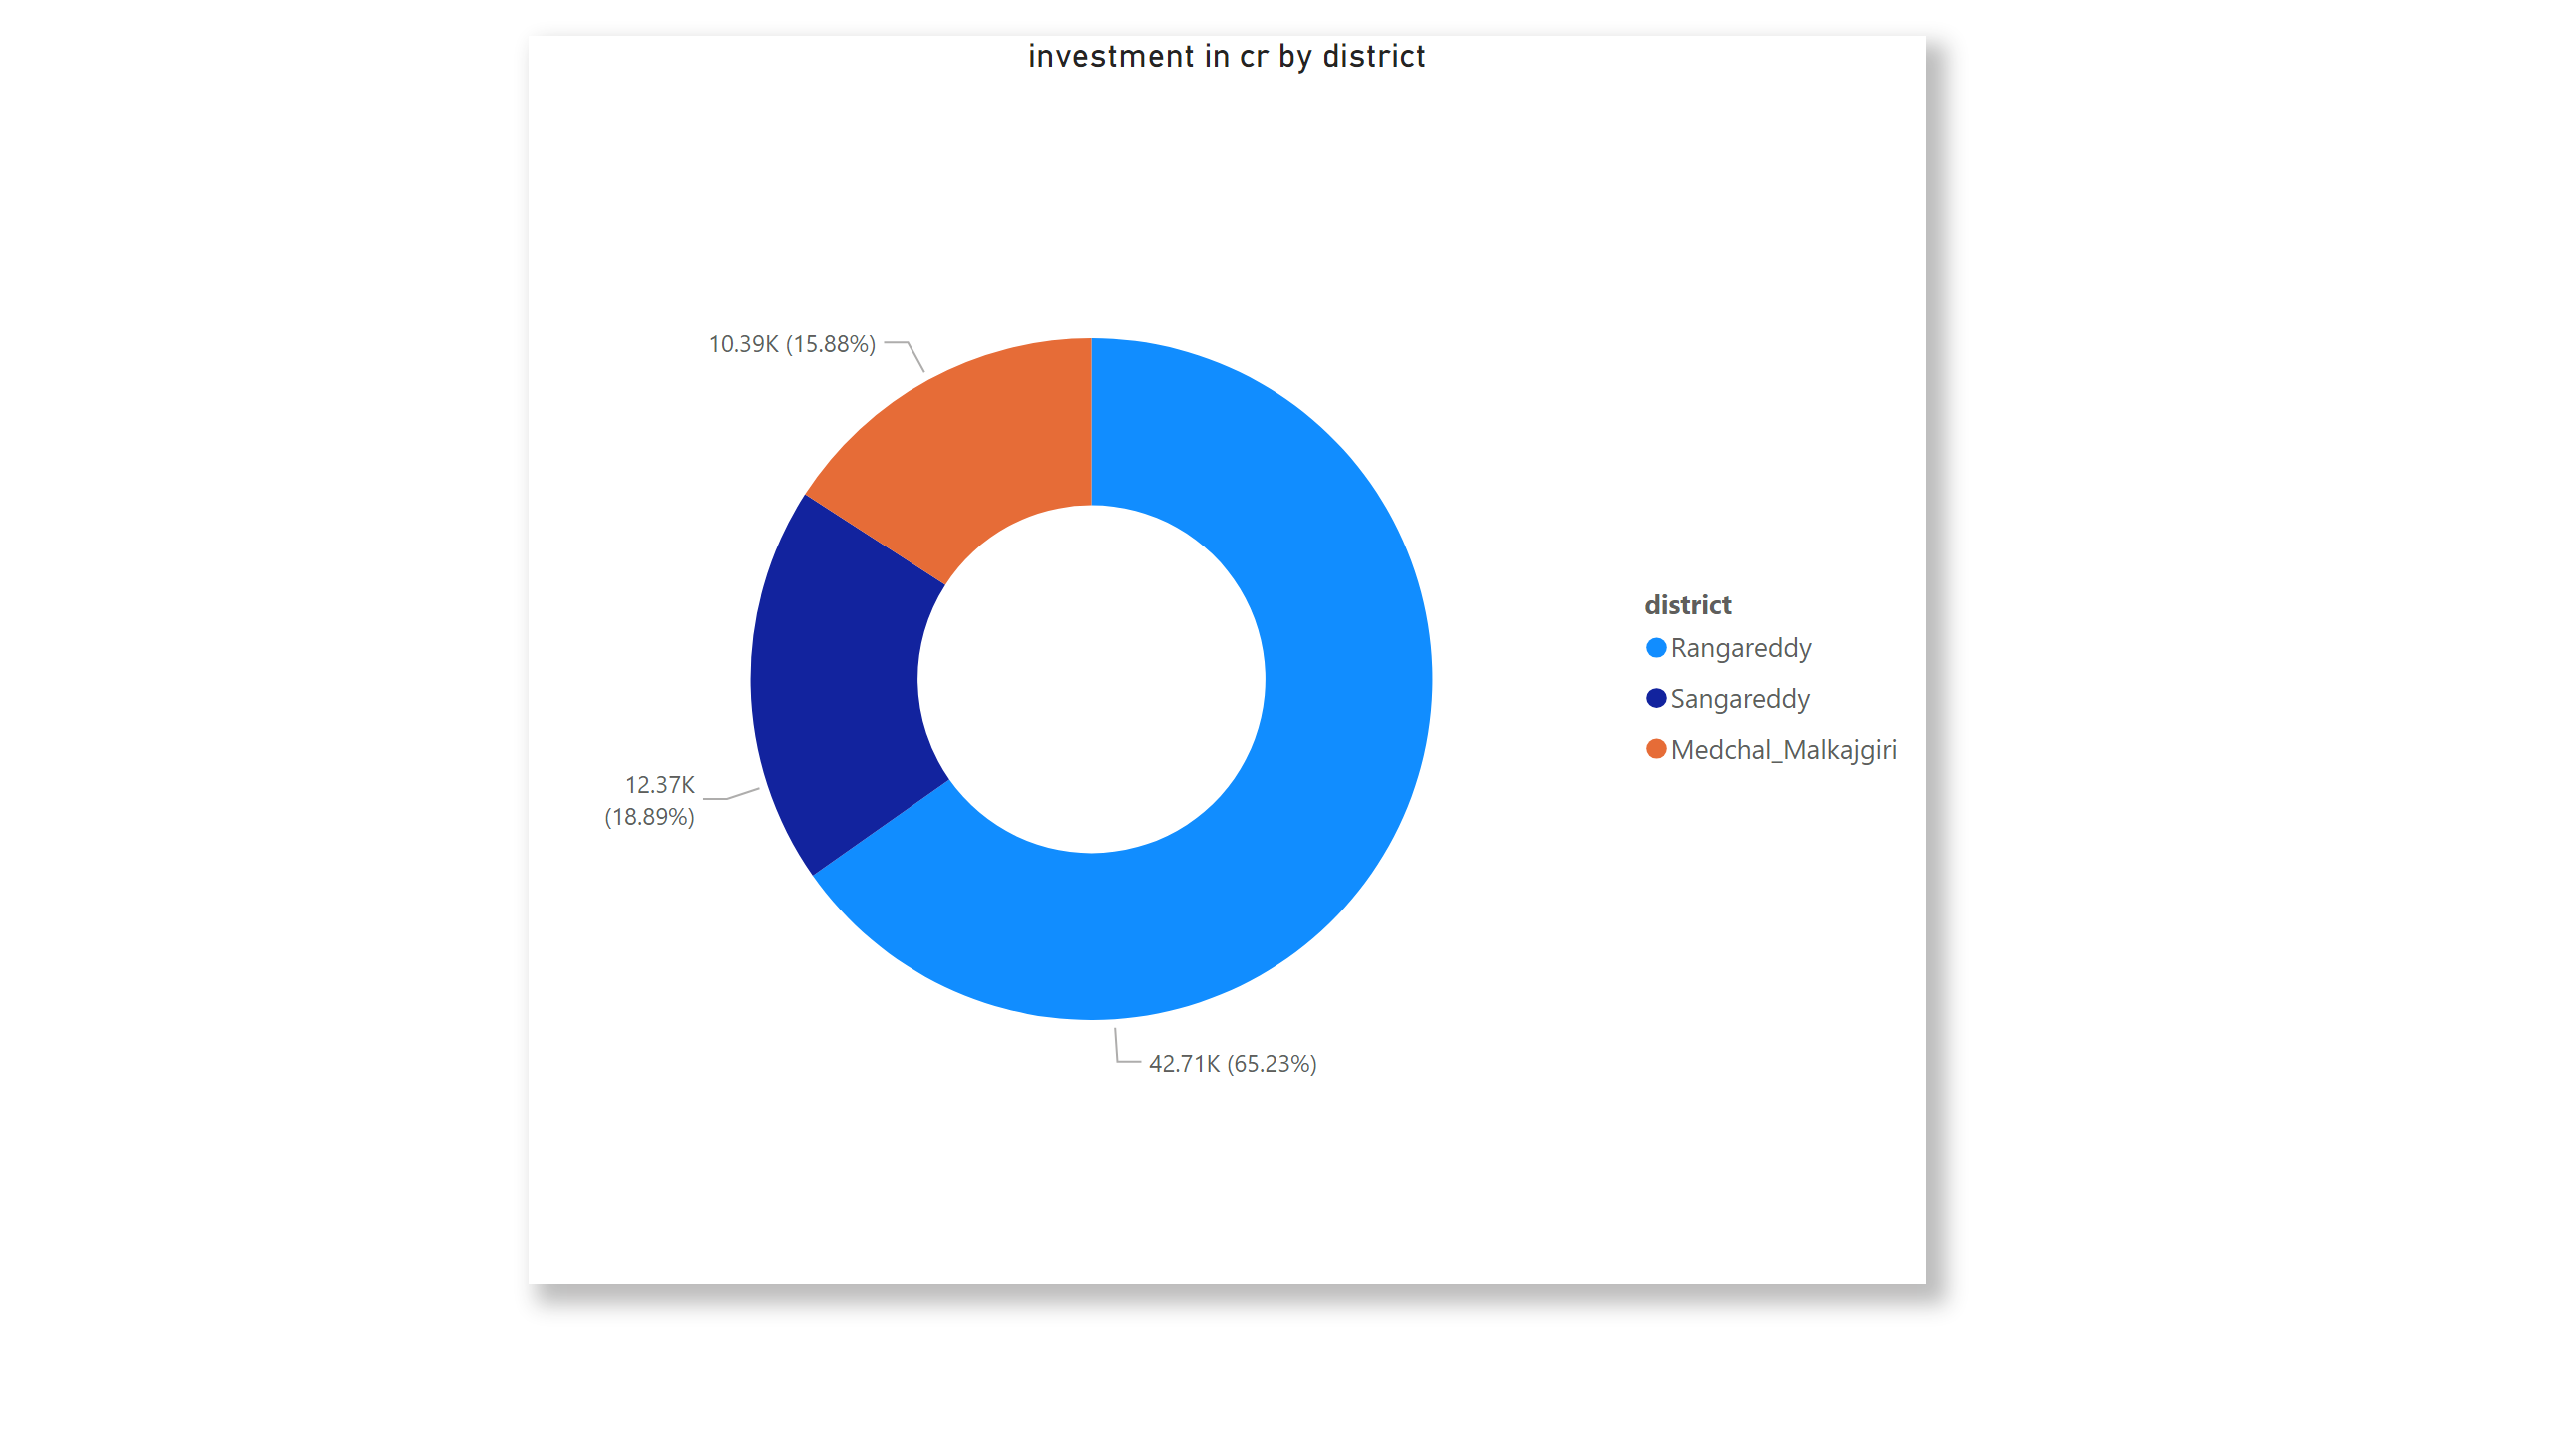 investment in cr by district
10.39K (15.88%)
12.37K
(18.89%)
42.71K (65.23%)
district
Rangareddy
Sangareddy
Medchal_Malkajgiri